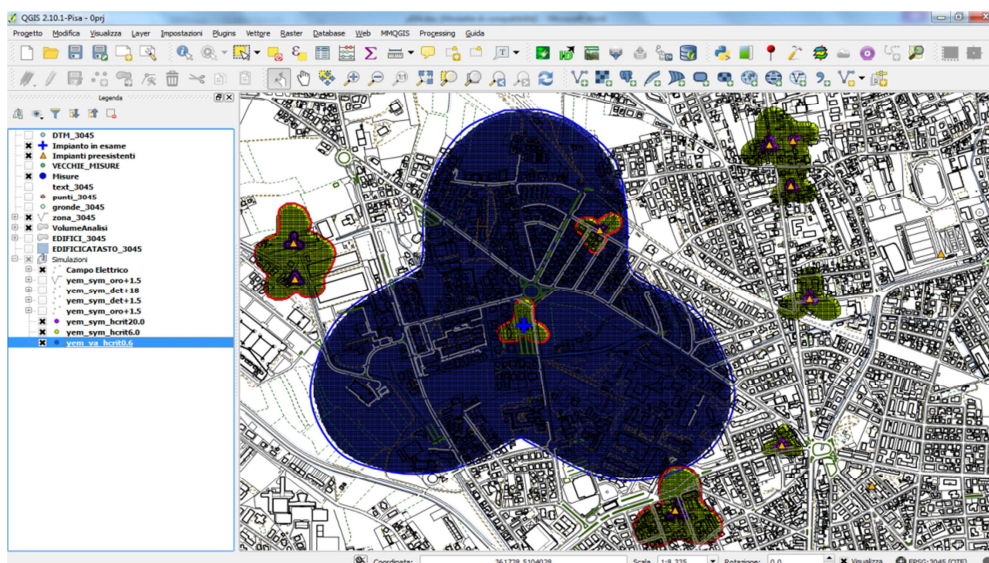 QGIS 2.10.1-Pisa - 0prj
Progetto Modifica Visualizza Layer Impostazioni Plugins Vettore Raster Database Web MMQGIS Processing Guida
Legenda
DTM_3045
Impianto in esame
Impianti preesistenti
VECCHIE_MISURE
Misure
text_3045
punti_3045
gronde_3045
zona_3045
VolumeAnalisi
EDIFICI_3045
EDIFICICATASTO_3045
Simulazioni
Campo Elettrico
yem_sym_oro+1.5
yem_sym_det+18
yem_sym_det+1.5
yem_sym_oro+1.5
yem_sym_hcrit20.0
yem_sym_hcrit6.0
yem_va_hcrit0.6
Coordinata: 361728,5104028 Scala 1:8.335 Rotazione: 0,0 Visualizza EPSG:3045 (OTF)